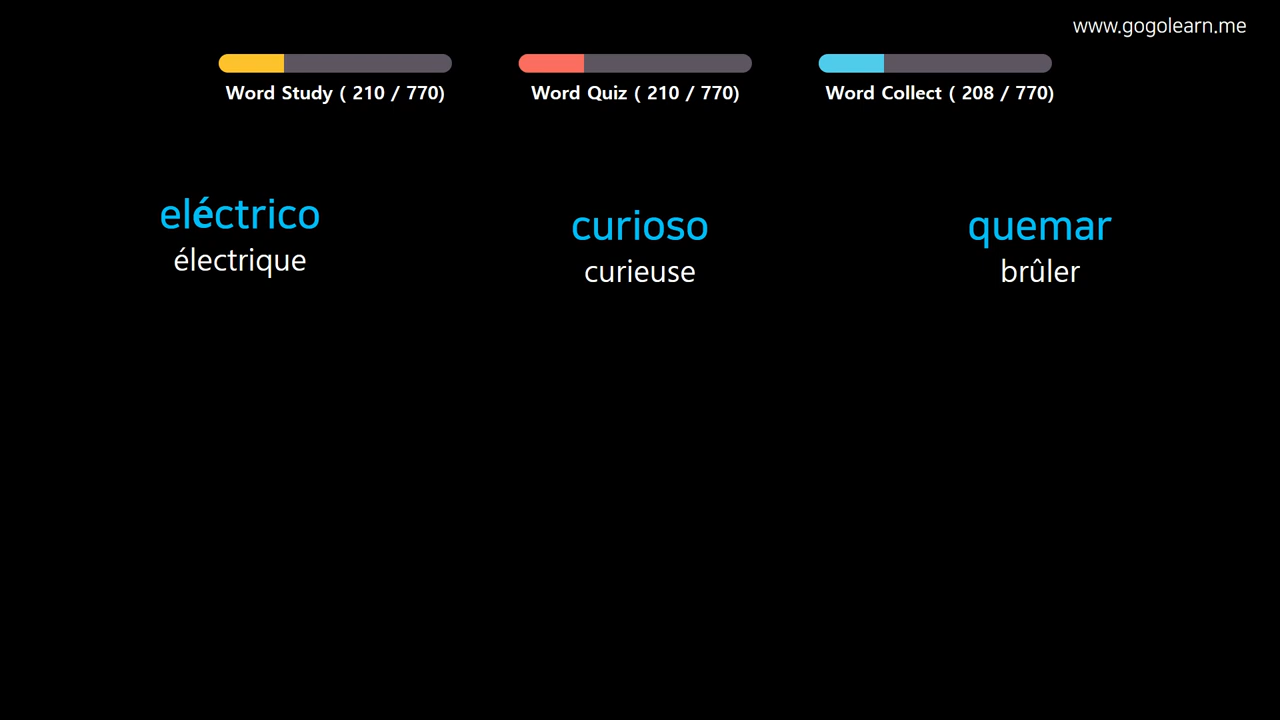 www.gogolearn.me
Word Study ( 210 / 770)
Word Quiz ( 210 / 770)
Word Collect ( 208 / 770)
eléctrico
électrique
curioso
curieuse
quemar
brûler